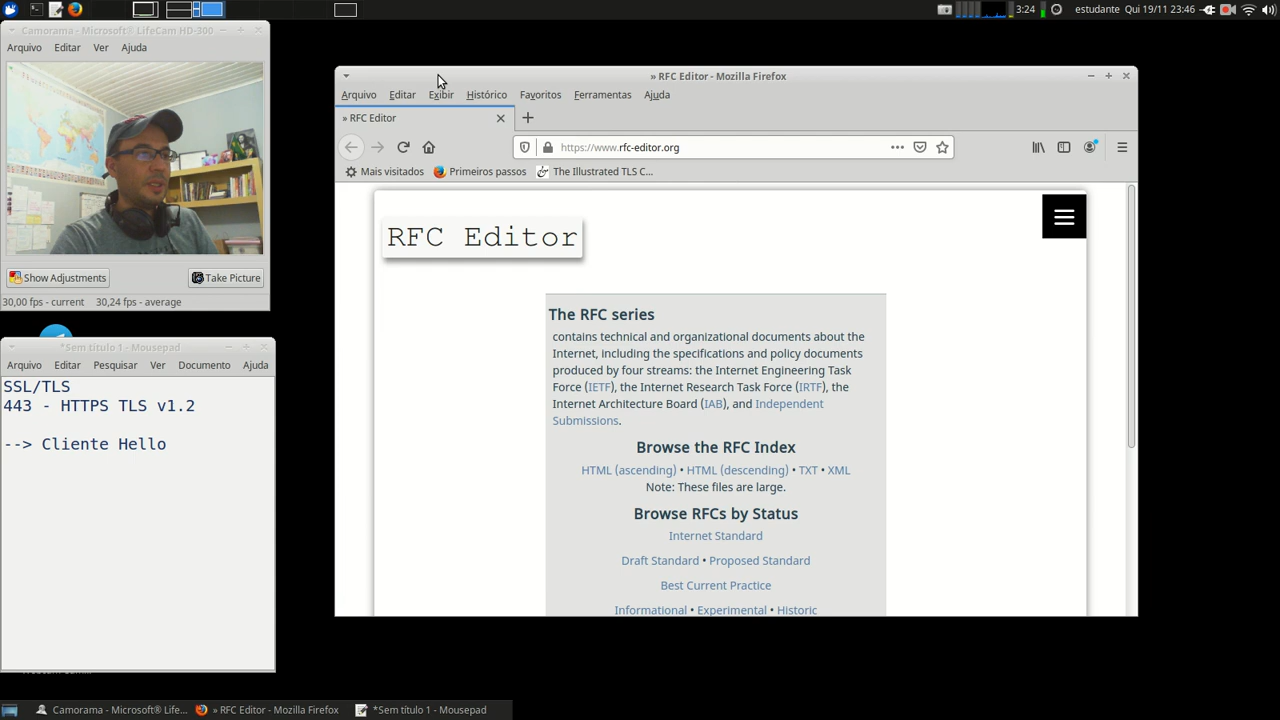 3:24
estudante Qui 19/11 23:46
Camorama - Microsoft® LifeCam HD-300
Arquivo Editar Ver Ajuda
Show Adjustments Take Picture
30,00 fps - current 30,24 fps - average
*Sem título 1 - Mousepad
Arquivo Editar Pesquisar Ver Documento Ajuda
SSL/TLS
443 - HTTPS TLS v1.2
--> Cliente Hello
» RFC Editor - Mozilla Firefox
Arquivo Editar Exibir Histórico Favoritos Ferramentas Ajuda
» RFC Editor
https://www.rfc-editor.org
Mais visitados Primeiros passos The Illustrated TLS C...
RFC Editor
The RFC series
contains technical and organizational documents about the
Internet, including the specifications and policy documents
produced by four streams: the Internet Engineering Task
Force (IETF), the Internet Research Task Force (IRTF), the
Internet Architecture Board (IAB), and Independent
Submissions.
Browse the RFC Index
HTML (ascending) • HTML (descending) • TXT • XML
Note: These files are large.
Browse RFCs by Status
Internet Standard
Draft Standard • Proposed Standard
Best Current Practice
Informational • Experimental • Historic
Camorama - Microsoft® Life... » RFC Editor - Mozilla Firefox *Sem título 1 - Mousepad